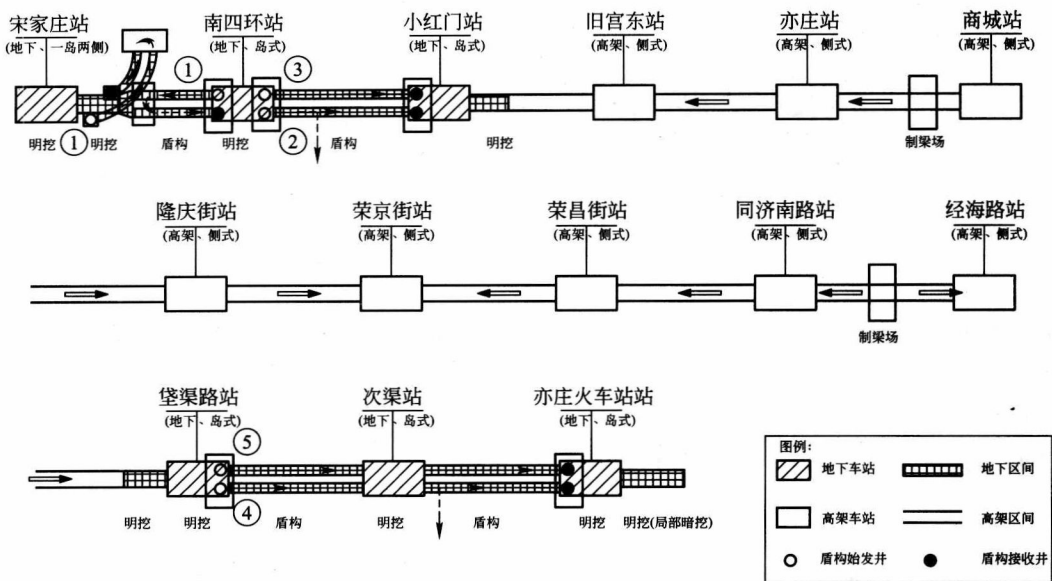 宋家庄站
(地下、一岛两侧)
南四环站
(地下、岛式)
小红门站
(地下、岛式)
旧宫东站
(高架、侧式)
亦庄站
(高架、侧式)
商城站
(高架、侧式)
① ③
① ②
明挖 明挖 盾构 明挖 盾构 明挖
制梁场
隆庆街站
(高架、侧式)
荣京街站
(高架、侧式)
荣昌街站
(高架、侧式)
同济南路站
(高架、侧式)
经海路站
(高架、侧式)
制梁场
垡渠路站
(地下、岛式)
次渠站
(地下、岛式)
亦庄火车站站
(地下、岛式)
⑤
④
明挖 明挖 盾构 盾构 明挖 明挖(局部暗挖)
图例:
地下车站 地下区间
高架车站 高架区间
盾构始发井 盾构接收井